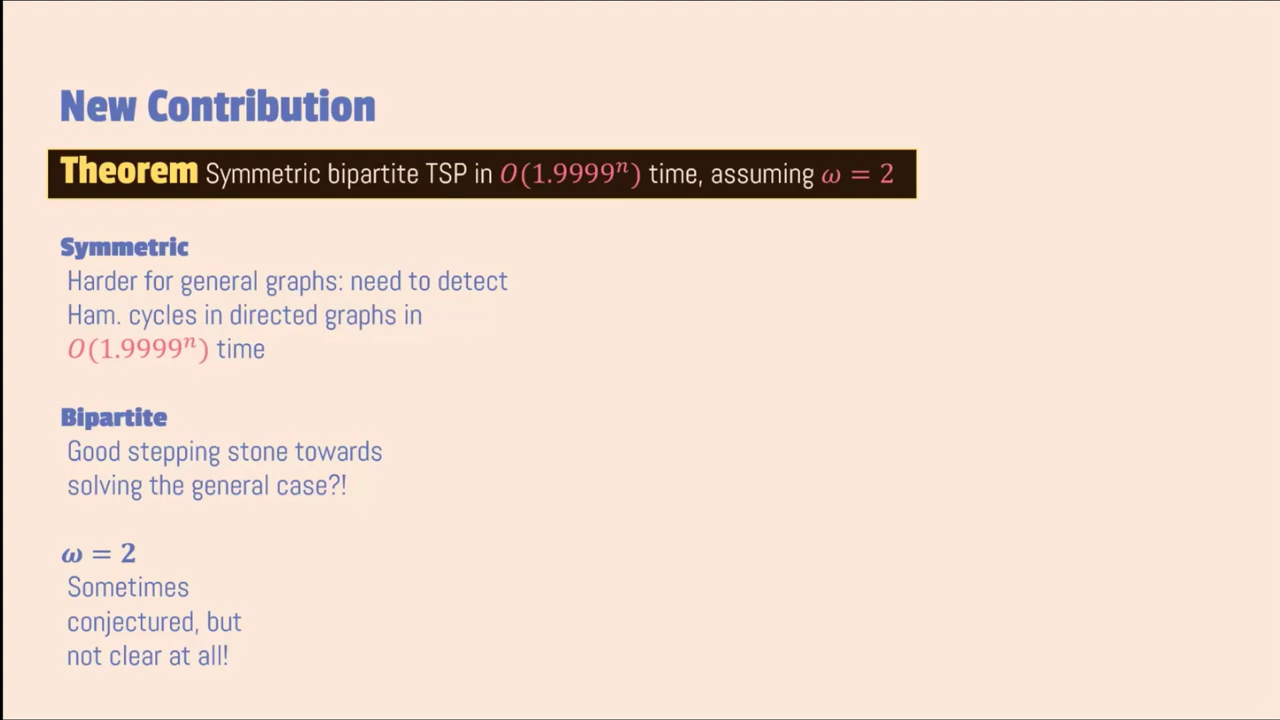 New Contribution
Theorem Symmetric bipartite TSP in O(1.9999ⁿ) time, assuming ω = 2
Symmetric
Harder for general graphs: need to detect
Ham. cycles in directed graphs in
O(1.9999ⁿ) time
Bipartite
Good stepping stone towards
solving the general case?!
ω = 2
Sometimes
conjectured, but
not clear at all!